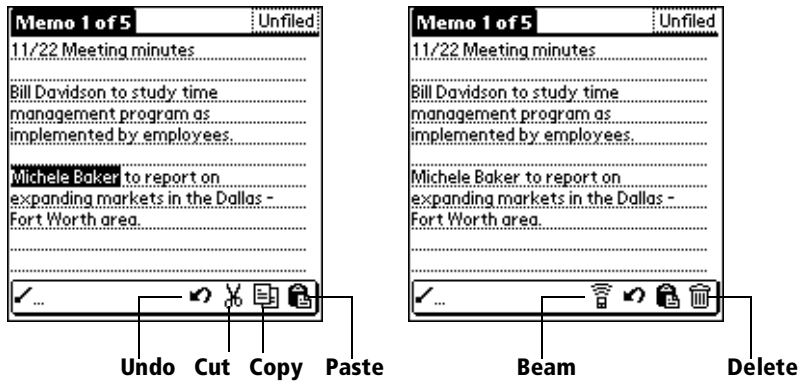 Memo 1 of 5 Unfiled
11/22 Meeting minutes
Bill Davidson to study time
management program as
implemented by employees.
Michele Baker to report on
expanding markets in the Dallas -
Fort Worth area.
...
Undo Cut Copy Paste
Memo 1 of 5 Unfiled
11/22 Meeting minutes
Bill Davidson to study time
management program as
implemented by employees.
Michele Baker to report on
expanding markets in the Dallas -
Fort Worth area.
...
Beam Delete